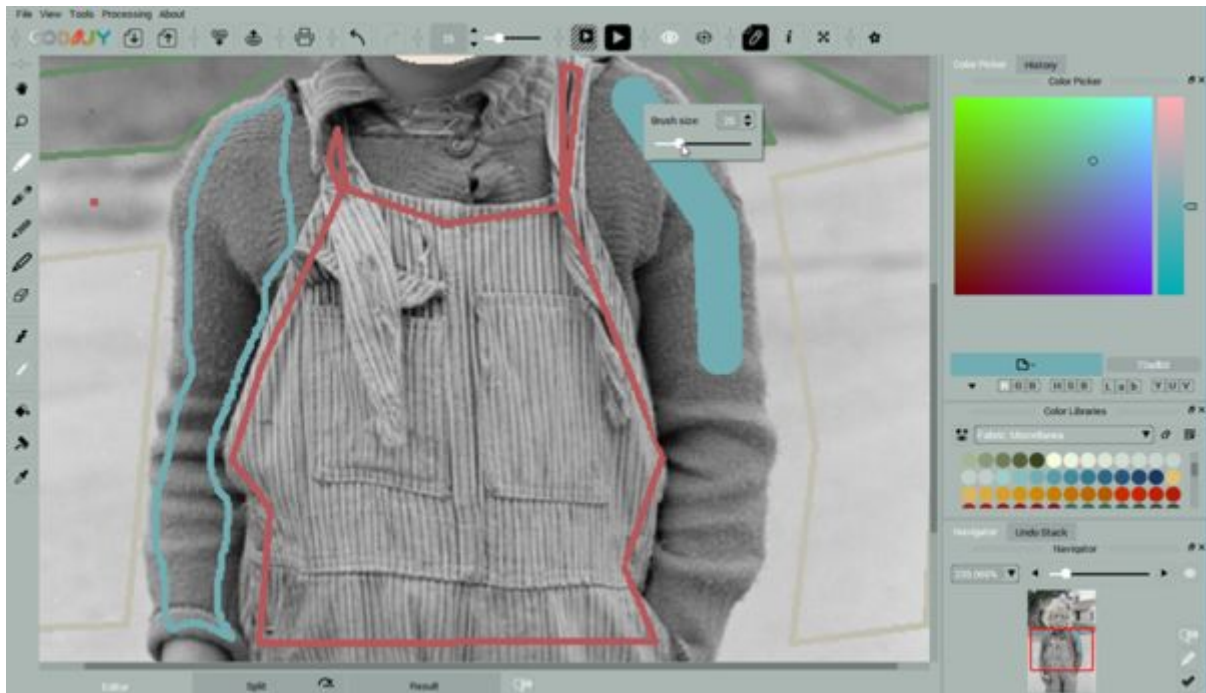 File View Tools Processing About
CODIJY
Color Picker History
Color Picker
Brush size: 25
R G B H S B L a b Y U V
Color Libraries
Fabric: Miscellanea
Navigator Undo Stack
Navigator
Editor Split Result